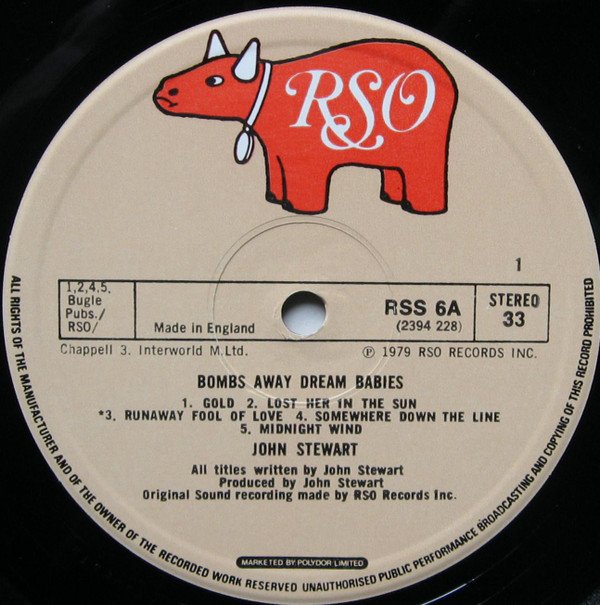 RSO
1
1,2,4,5.
Bugle
Pubs./
RSO/
Made in England
RSS 6A
(2394 228)
STEREO
33
Chappell 3. Interworld M.Ltd.
℗ 1979 RSO RECORDS INC.
BOMBS AWAY DREAM BABIES
1. GOLD 2. LOST HER IN THE SUN
*3. RUNAWAY FOOL OF LOVE 4. SOMEWHERE DOWN THE LINE
5. MIDNIGHT WIND
JOHN STEWART
All titles written by John Stewart
Produced by John Stewart
Original Sound recording made by RSO Records Inc.
MARKETED BY POLYDOR LIMITED
ALL RIGHTS OF THE MANUFACTURER AND OF THE OWNER OF THE RECORDED WORK RESERVED UNAUTHORISED PUBLIC PERFORMANCE BROADCASTING AND COPYING OF THIS RECORD PROHIBITED